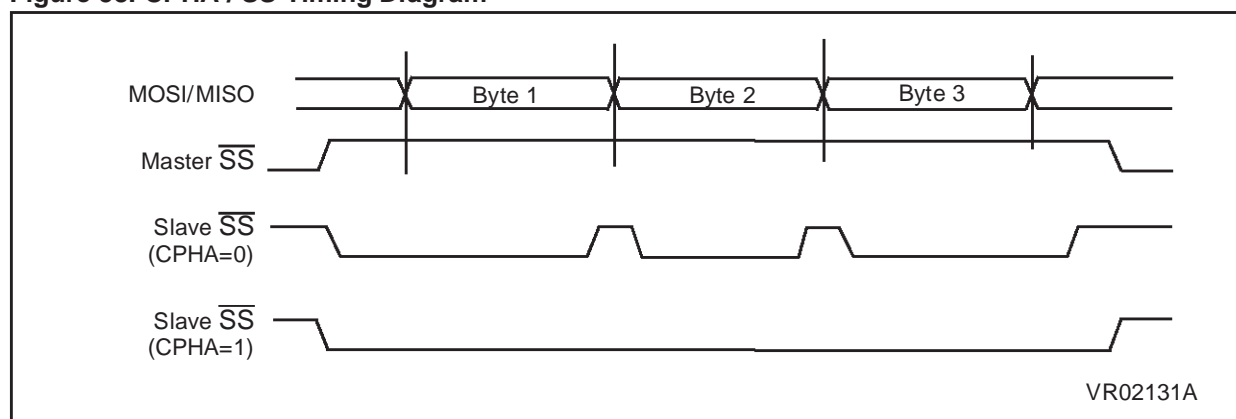 MOSI/MISO
Byte 1
Byte 2
Byte 3
Master SS
Slave SS
(CPHA=0)
Slave SS
(CPHA=1)
VR02131A